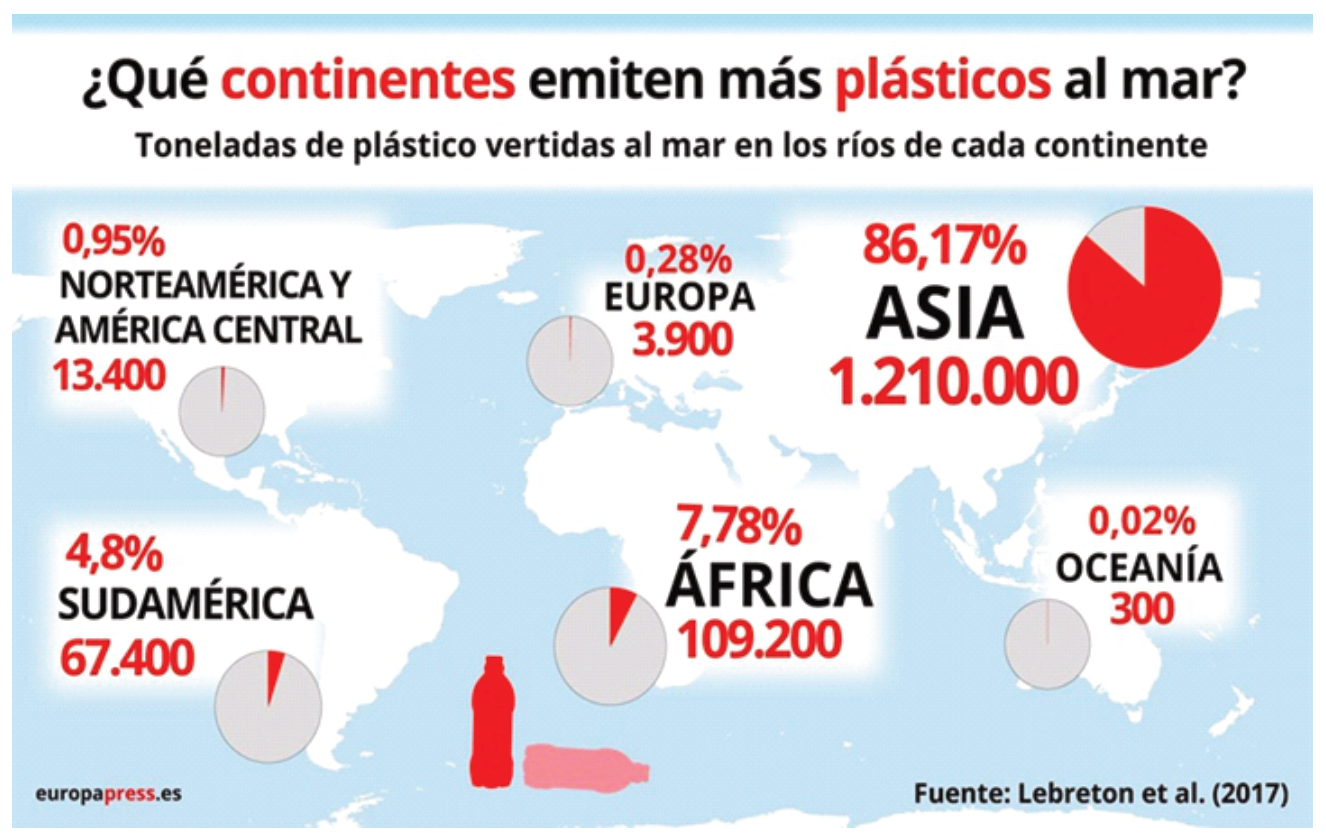 ¿Qué continentes emiten más plásticos al mar?
Toneladas de plástico vertidas al mar en los ríos de cada continente
0,95%
NORTEAMÉRICA Y
AMÉRICA CENTRAL
13.400
0,28%
EUROPA
3.900
86,17%
ASIA
1.210.000
4,8%
SUDAMÉRICA
67.400
7,78%
ÁFRICA
109.200
0,02%
OCEANÍA
300
europapress.es
Fuente: Lebreton et al. (2017)